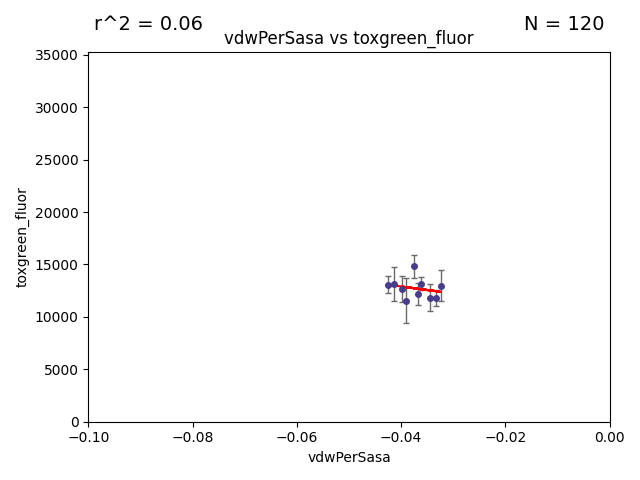 r^2 = 0.06
N = 120
vdwPerSasa vs toxgreen_fluor
35000
30000
25000
20000
15000
10000
5000
0
toxgreen_fluor
−0.10
−0.08
−0.06
−0.04
−0.02
0.00
vdwPerSasa